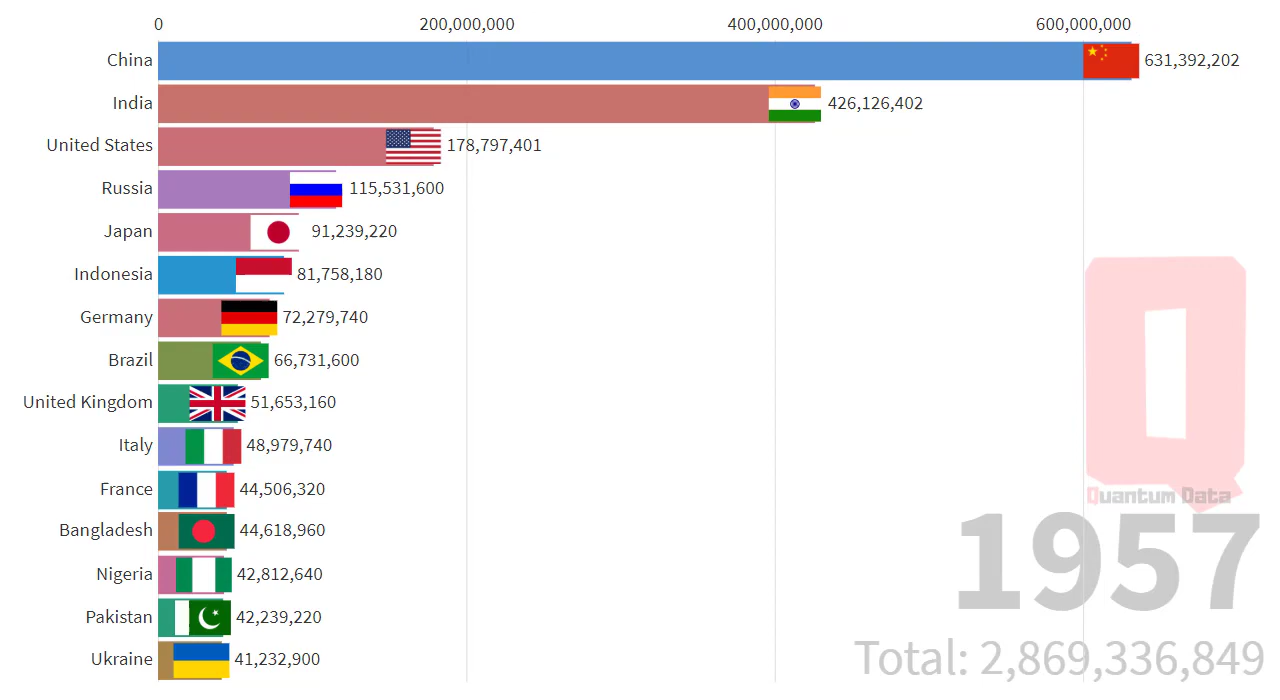 0 200,000,000 400,000,000 600,000,000
China 631,392,202
India 426,126,402
United States 178,797,401
Russia 115,531,600
Japan 91,239,220
Indonesia 81,758,180
Germany 72,279,740
Brazil 66,731,600
United Kingdom 51,653,160
Italy 48,979,740
France 44,506,320
Bangladesh 44,618,960
Nigeria 42,812,640
Pakistan 42,239,220
Ukraine 41,232,900
Q
Quantum Data
1957
Total: 2,869,336,849